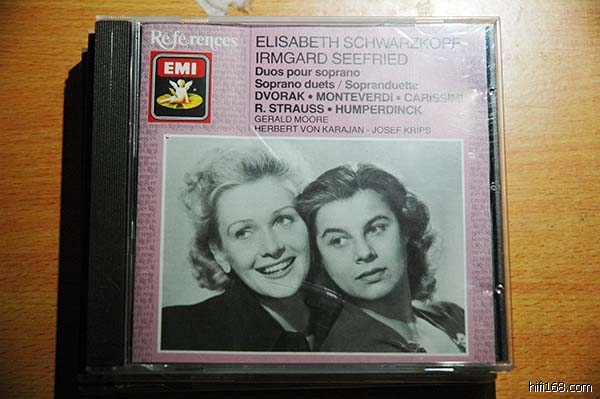 Références
EMI
ELISABETH SCHWARZKOPF
IRMGARD SEEFRIED
Duos pour soprano
Soprano duets / Sopranduette
DVORAK • MONTEVERDI • CARISSIMI
R. STRAUSS • HUMPERDINCK
GERALD MOORE
HERBERT VON KARAJAN - JOSEF KRIPS
hifi168.com